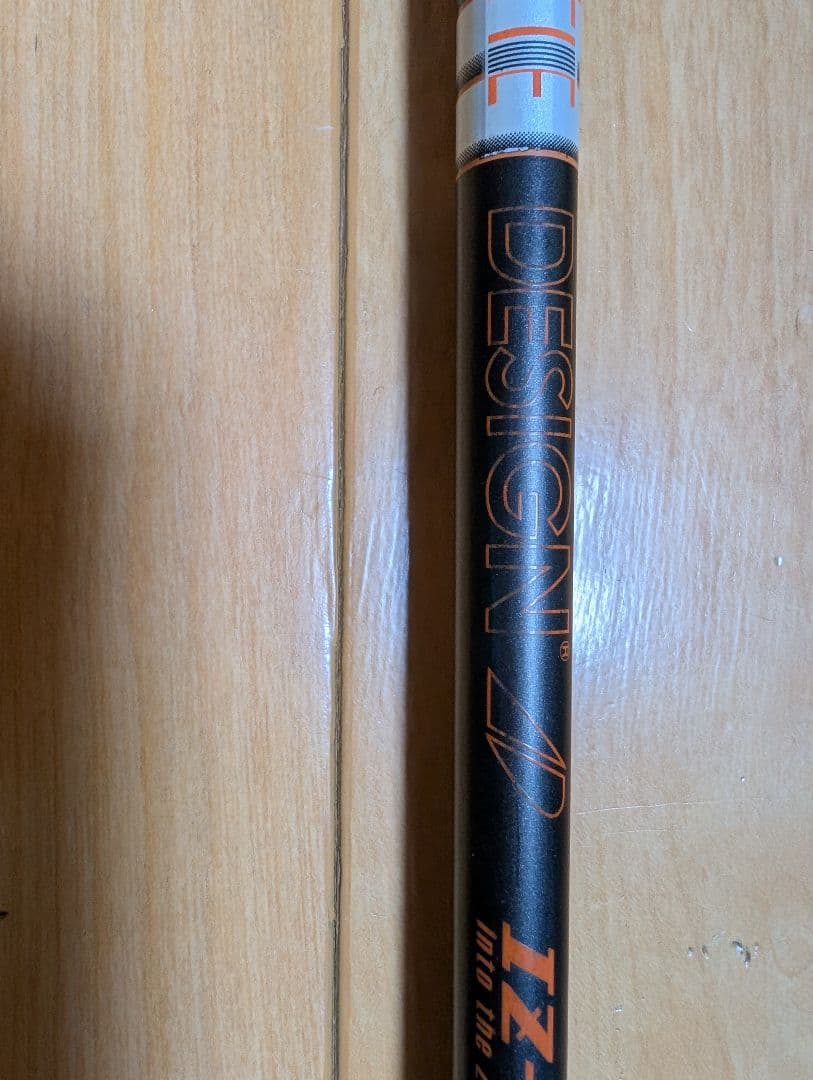 DESIGN®
IZ-
Into the Z